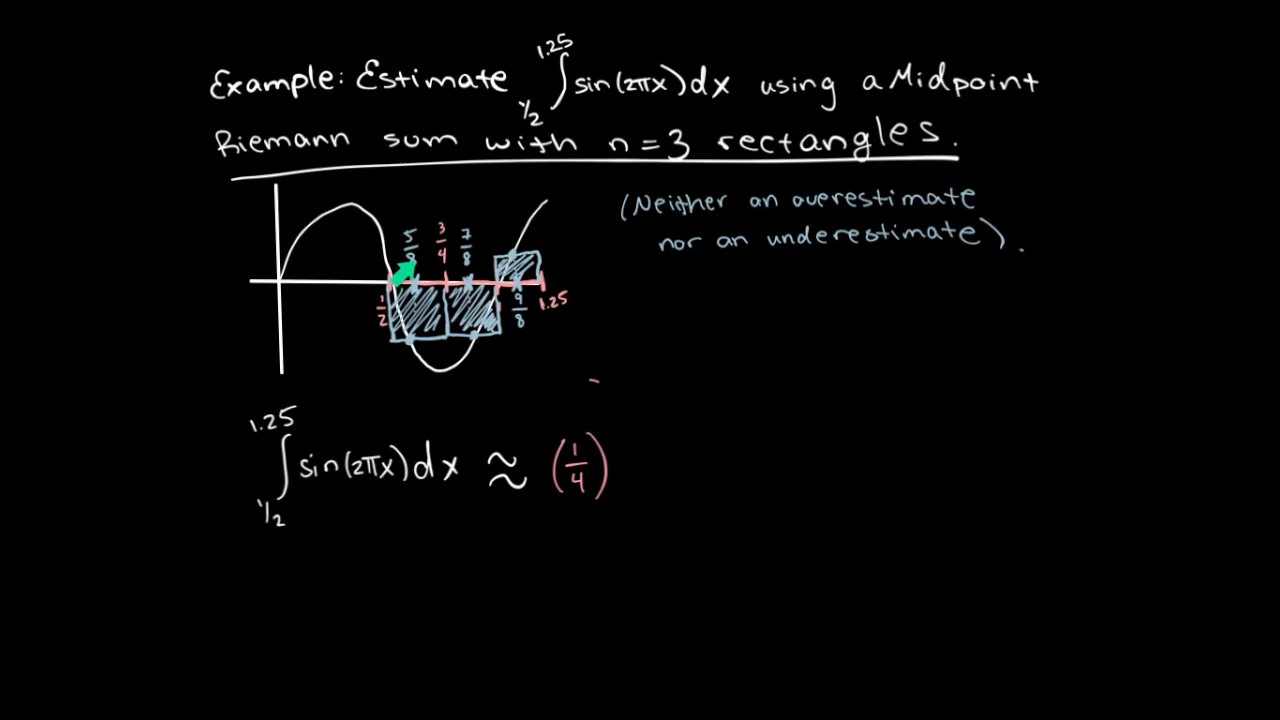 Example: Estimate ∫_{1/2}^{1.25} sin(2πx)dx using a Midpoint
Riemann sum with n = 3 rectangles.
(Neither an overestimate
nor an underestimate).
5/8 3/4 7/8
1/2 9/8 1.25
∫_{1/2}^{1.25} sin(2πx)dx ≈ (1/4)